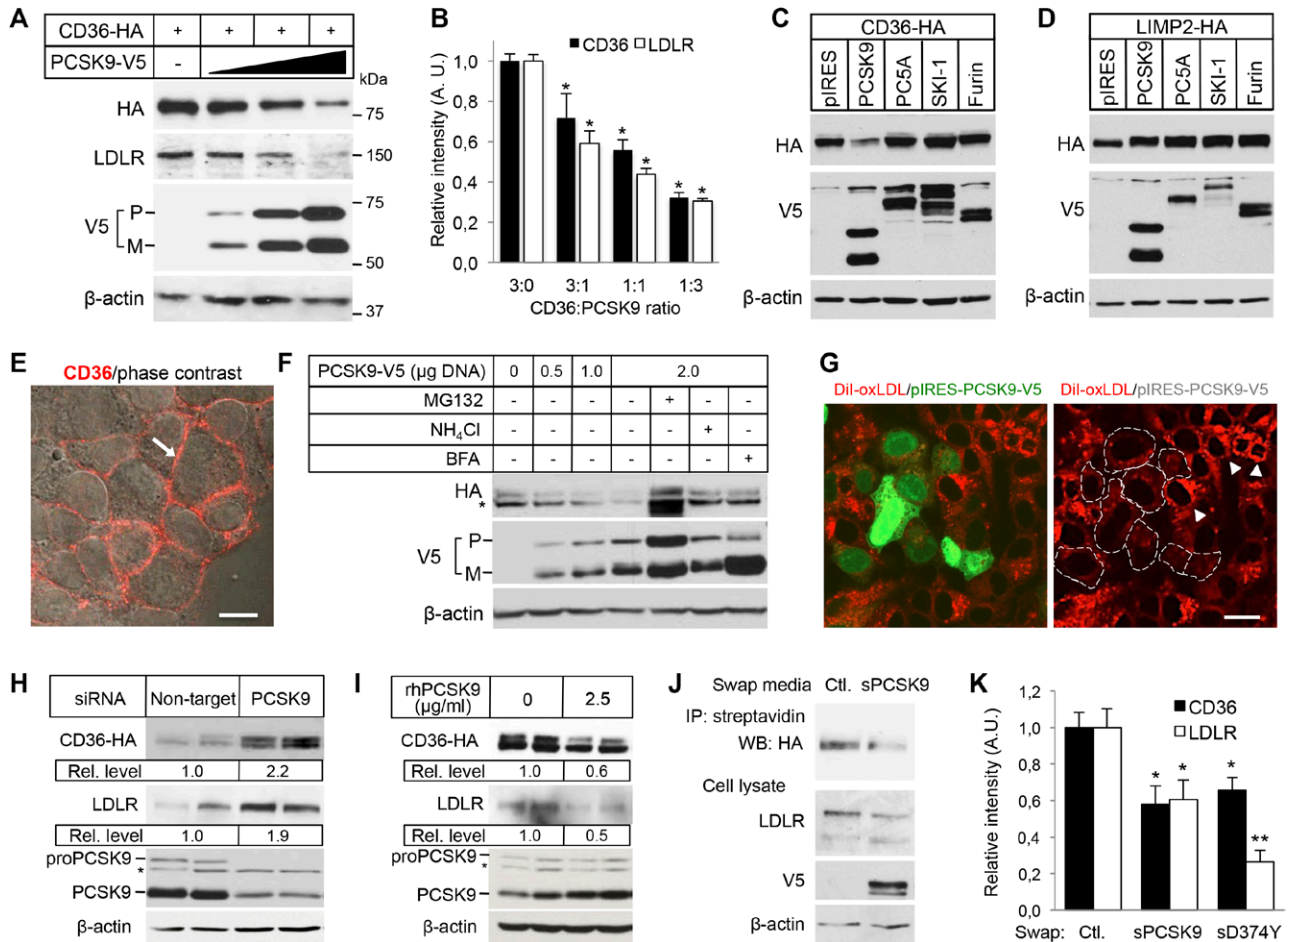 A
CD36-HA + + + +
PCSK9-V5 -
kDa
HA
75
LDLR
150
75
V5
P
M
50
β-actin
37
B
CD36 LDLR
Relative intensity (A. U.)
1,0
0,8
0,6
0,4
0,2
0,0
* * * * *
3:0 3:1 1:1 1:3
CD36:PCSK9 ratio
C
CD36-HA
pIRES PCSK9 PC5A SKI-1 Furin
HA
V5
β-actin
D
LIMP2-HA
pIRES PCSK9 PC5A SKI-1 Furin
HA
V5
β-actin
E
CD36/phase contrast
F
PCSK9-V5 (µg DNA) 0 0.5 1.0 2.0
MG132 - - - - + - -
NH₄Cl - - - - - + -
BFA - - - - - - +
HA
*
V5
P
M
β-actin
G
Dil-oxLDL/pIRES-PCSK9-V5 Dil-oxLDL/pIRES-PCSK9-V5
H
siRNA Non-target PCSK9
CD36-HA
Rel. level 1.0 2.2
LDLR
Rel. level 1.0 1.9
proPCSK9
*
PCSK9
β-actin
I
rhPCSK9
(µg/ml) 0 2.5
CD36-HA
Rel. level 1.0 0.6
LDLR
Rel. level 1.0 0.5
proPCSK9
*
PCSK9
β-actin
J
Swap media Ctl. sPCSK9
IP: streptavidin
WB: HA
Cell lysate
LDLR
V5
β-actin
K
CD36
LDLR
Relative intensity (A.U.)
1,2
1,0
0,8
0,6
0,4
0,2
0,0
* * * **
Swap: Ctl. sPCSK9 sD374Y